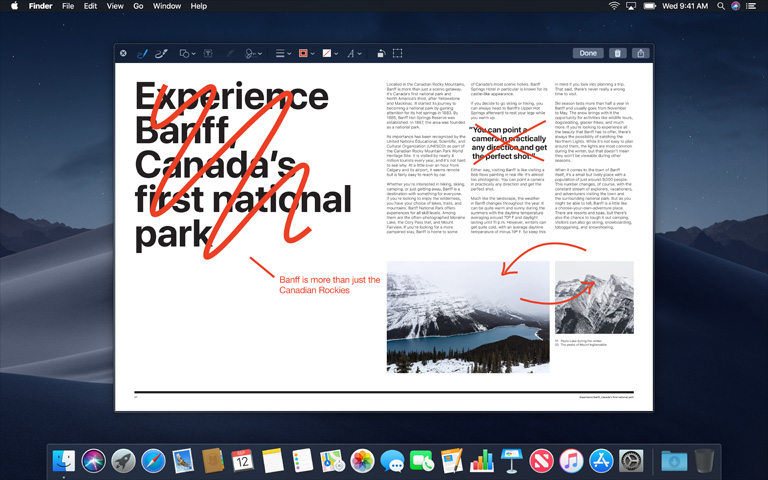 Finder File Edit View Go Window Help
Wed 9:41 AM
Done
Experience
Banff,
Canada's
first national
park.
Banff is more than just the
Canadian Rockies
Located in the Canadian Rocky Mountains,
Banff is more than just a scenic getaway.
It's Canada's first national park and
North America's third, after Yellowstone
and Mackinac. It started its journey to
becoming a national park by gaining
attention for its hot springs in 1883. By
1885, Banff Hot Springs Reserve was
established. In 1887, the area was founded
as a national park.
Its importance has been recognized by the
United Nations Educational, Scientific, and
Cultural Organization (UNESCO) as part of
the Canadian Rocky Mountain Park World
Heritage Site. It is visited by nearly 4
million tourists every year, and it's not hard
to see why. At a little over an hour from
Calgary and its airport, it seems remote
but is fairly easy to reach by car.
Whether you're interested in hiking, skiing,
camping, or just getting away, Banff is a
destination with something for everyone.
If you're looking to enjoy the wilderness,
you have your choice of lakes, trails, and
mountains. Banff National Park offers
experiences for all skill levels. Among
them are the often-photographed Moraine
Lake, the Cory Pass, and Mount
Fairview. If you're looking for a more
pampered stay, Banff is home to some
of Canada's most scenic hotels. Banff
Springs Hotel in particular is known for its
castle-like appearance.
If you decide to go skiing or hiking, you
can always head to Banff's Upper Hot
Springs afterward to rest your legs while
you warm up.
"You can point a
camera in practically
any direction and get
the perfect shot."
Either way, visiting Banff is like visiting a
Bob Ross painting in real life. It's almost
too photogenic. You can point a camera
in practically any direction and get the
perfect shot.
Much like the landscape, the weather
in Banff changes throughout the year. It
can be quite warm and sunny during the
summers with the daytime temperature
averaging around 70º F and daylight
lasting until 11 p.m. However, winters can
get quite cold, with an average daytime
temperature of minus 10º F. So keep this
in mind if you look into planning a trip.
That said, there's never really a wrong
time to visit.
Ski season lasts more than half a year in
Banff and usually goes from November
to May. The snow brings with it the
opportunity for activities like wildlife tours,
dogsledding, glacier hikes, and much
more. If you're looking to experience all
the beauty that Banff has to offer, there's
always the possibility of catching the
Northern Lights. While it's not easy to plan
around them, the lights are most common
during the winter, but that doesn't mean
they won't be viewable during other
seasons.
When it comes to the town of Banff
itself, it's a small but lively place with a
population of just around 9,000 people.
This number changes, of course, with the
constant stream of explorers, vacationers,
and adventurers visiting the town and
the surrounding national park. But as you
might be able to tell, Banff is a little like
a choose-your-own-adventure place.
There are resorts and spas, but there's
also the chance to tough it out camping.
Visitors can also go skiing, snowboarding,
tobogganing, and snowshoeing.
12